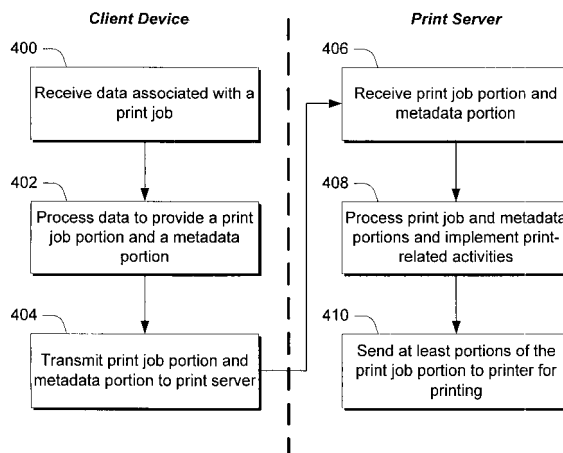 Client Device
400
Receive data associated with a
print job
402
Process data to provide a print
job portion and a metadata
portion
404
Transmit print job portion and
metadata portion to print server
Print Server
406
Receive print job portion and
metadata portion
408
Process print job and metadata
portions and implement print-
related activities
410
Send at least portions of the
print job portion to printer for
printing